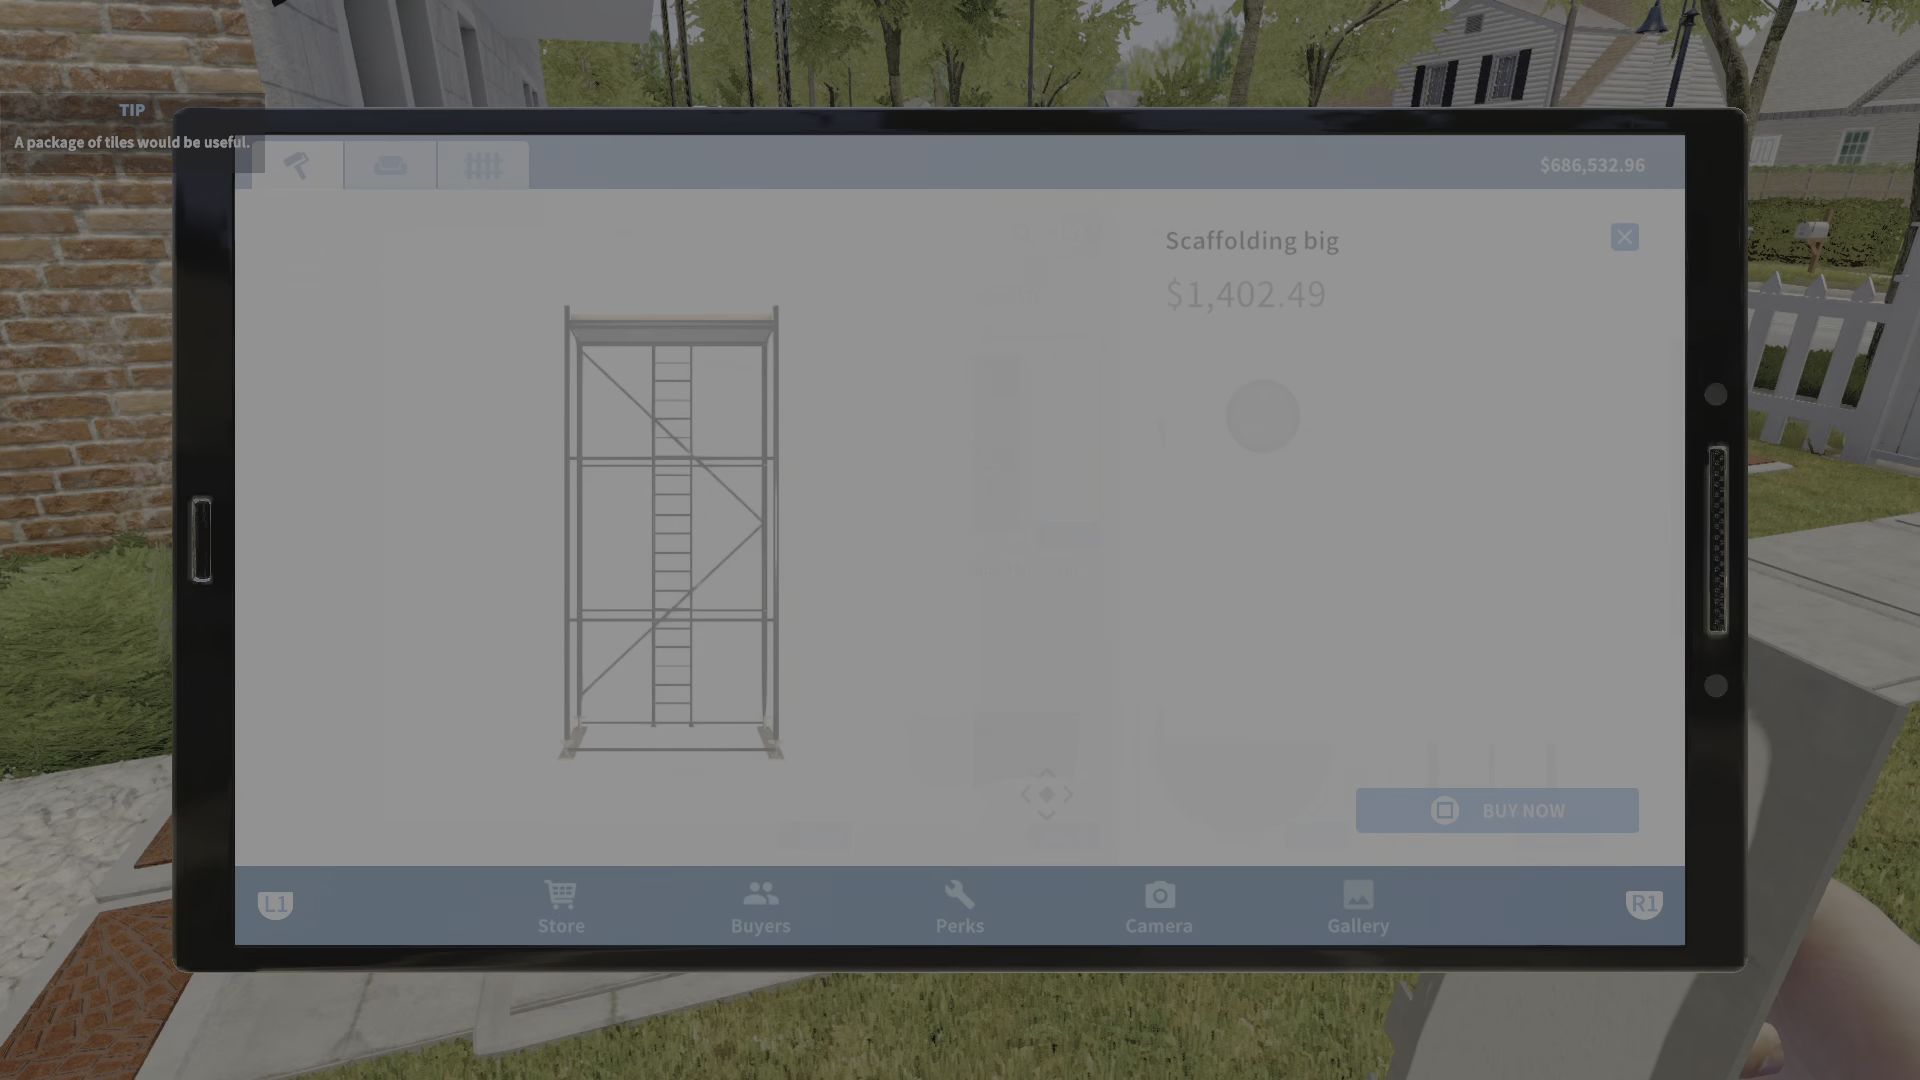 TIP
A package of tiles would be useful.
$686,532.96
Scaffolding big
$1,402.49
BUY NOW
L1
Store
Buyers
Perks
Camera
Gallery
R1